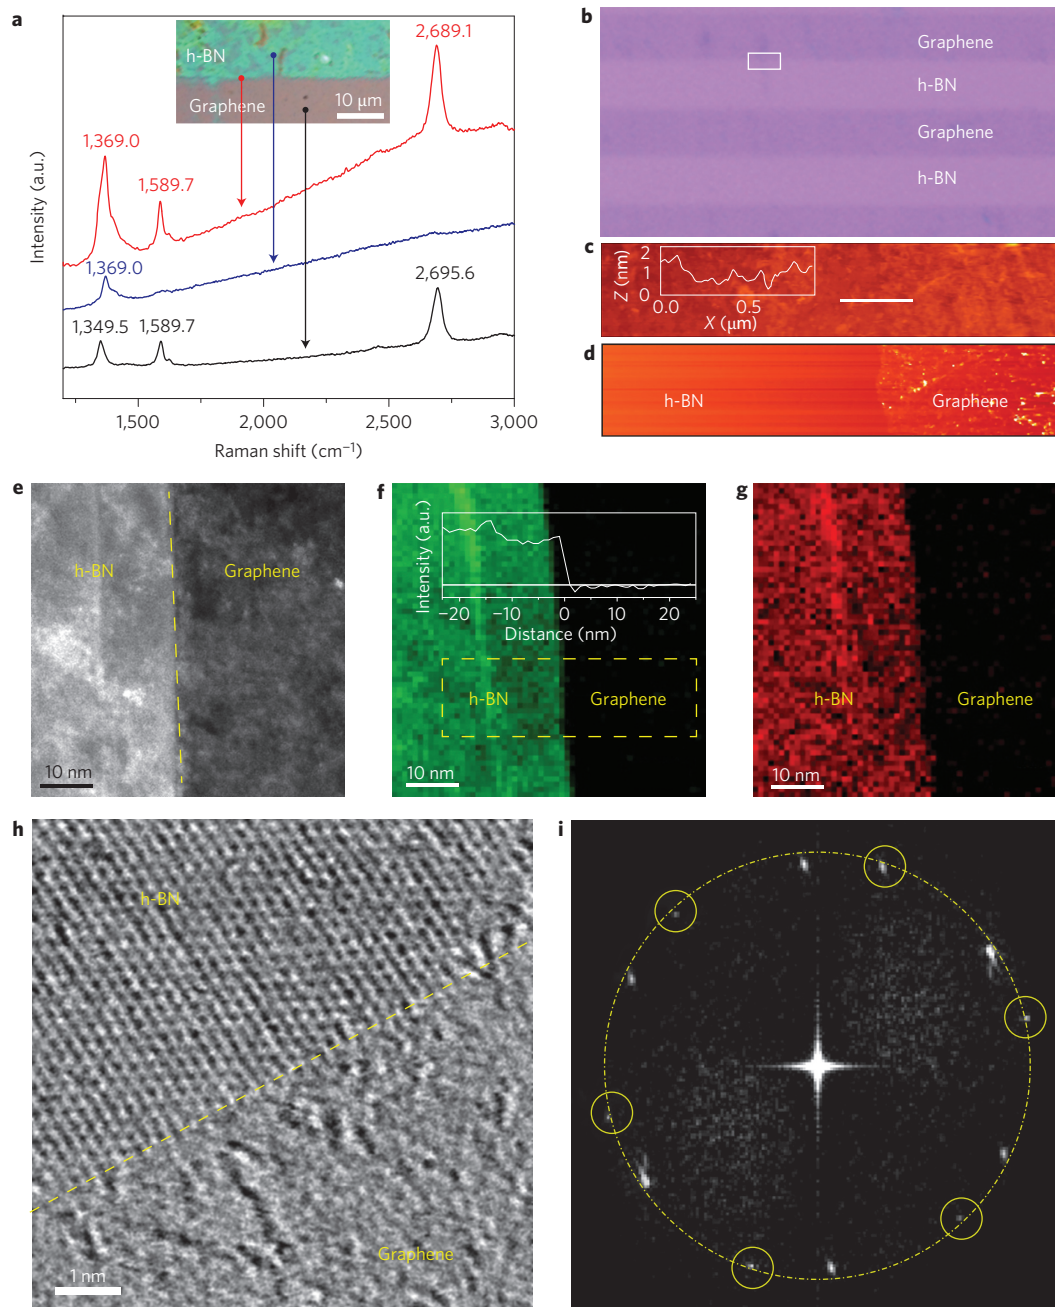 a
2,689.1
h-BN
Graphene
10 μm
1,369.0
1,589.7
1,369.0
2,695.6
1,349.5
1,589.7
Intensity (a.u.)
1,500
2,000
2,500
3,000
Raman shift (cm⁻¹)
b
Graphene
h-BN
Graphene
h-BN
c
Z (nm)
2
1
0
0.0
0.5
X (μm)
d
h-BN
Graphene
e
h-BN
Graphene
10 nm
f
Intensity (a.u.)
−20
−10
0
10
20
Distance (nm)
h-BN
Graphene
10 nm
g
h-BN
Graphene
10 nm
h
h-BN
Graphene
1 nm
i